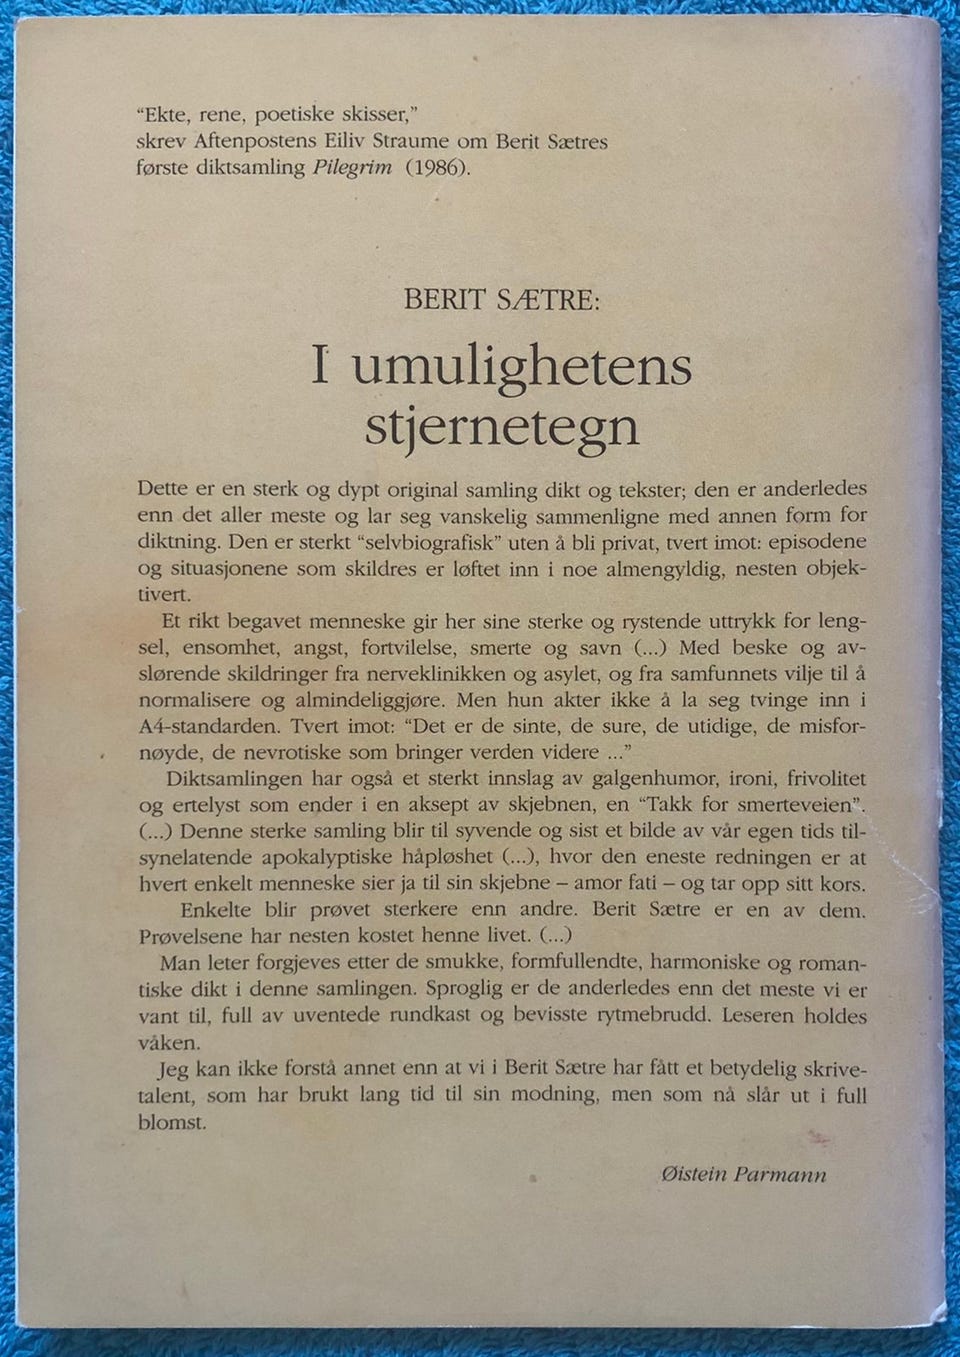 “Ekte, rene, poetiske skisser,”
skrev Aftenpostens Eiliv Straume om Berit Sætres
første diktsamling Pilegrim (1986).
BERIT SÆTRE:
I umulighetens
stjernetegn
Dette er en sterk og dypt original samling dikt og tekster; den er anderledes
enn det aller meste og lar seg vanskelig sammenligne med annen form for
diktning. Den er sterkt “selvbiografisk” uten å bli privat, tvert imot: episodene
og situasjonene som skildres er løftet inn i noe almengyldig, nesten objek-
tivert.
Et rikt begavet menneske gir her sine sterke og rystende uttrykk for leng-
sel, ensomhet, angst, fortvilelse, smerte og savn (...) Med beske og av-
slørende skildringer fra nerveklinikken og asylet, og fra samfunnets vilje til å
normalisere og almindeliggjøre. Men hun akter ikke å la seg tvinge inn i
A4-standarden. Tvert imot: “Det er de sinte, de sure, de utidige, de misfor-
nøyde, de nevrotiske som bringer verden videre ...”
Diktsamlingen har også et sterkt innslag av galgenhumor, ironi, frivolitet
og ertelyst som ender i en aksept av skjebnen, en “Takk for smerteveien”.
(...) Denne sterke samling blir til syvende og sist et bilde av vår egen tids til-
synelatende apokalyptiske håpløshet (...), hvor den eneste redningen er at
hvert enkelt menneske sier ja til sin skjebne – amor fati – og tar opp sitt kors.
Enkelte blir prøvet sterkere enn andre. Berit Sætre er en av dem.
Prøvelsene har nesten kostet henne livet. (...)
Man leter forgjeves etter de smukke, formfullendte, harmoniske og roman-
tiske dikt i denne samlingen. Sproglig er de anderledes enn det meste vi er
vant til, full av uventede rundkast og bevisste rytmebrudd. Leseren holdes
våken.
Jeg kan ikke forstå annet enn at vi i Berit Sætre har fått et betydelig skrive-
talent, som har brukt lang tid til sin modning, men som nå slår ut i full
blomst.
Øistein Parmann